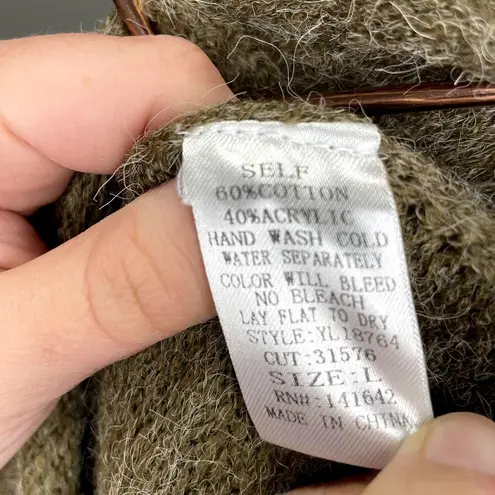 SELF
60%COTTON
40%ACRYLIC
HAND WASH COLD
WATER SEPARATELY
COLOR WILL BLEED
NO BLEACH
LAY FLAT TO DRY
STYLE:YL18764
CUT:31576
SIZE:L
RN#:141642
MADE IN CHINA